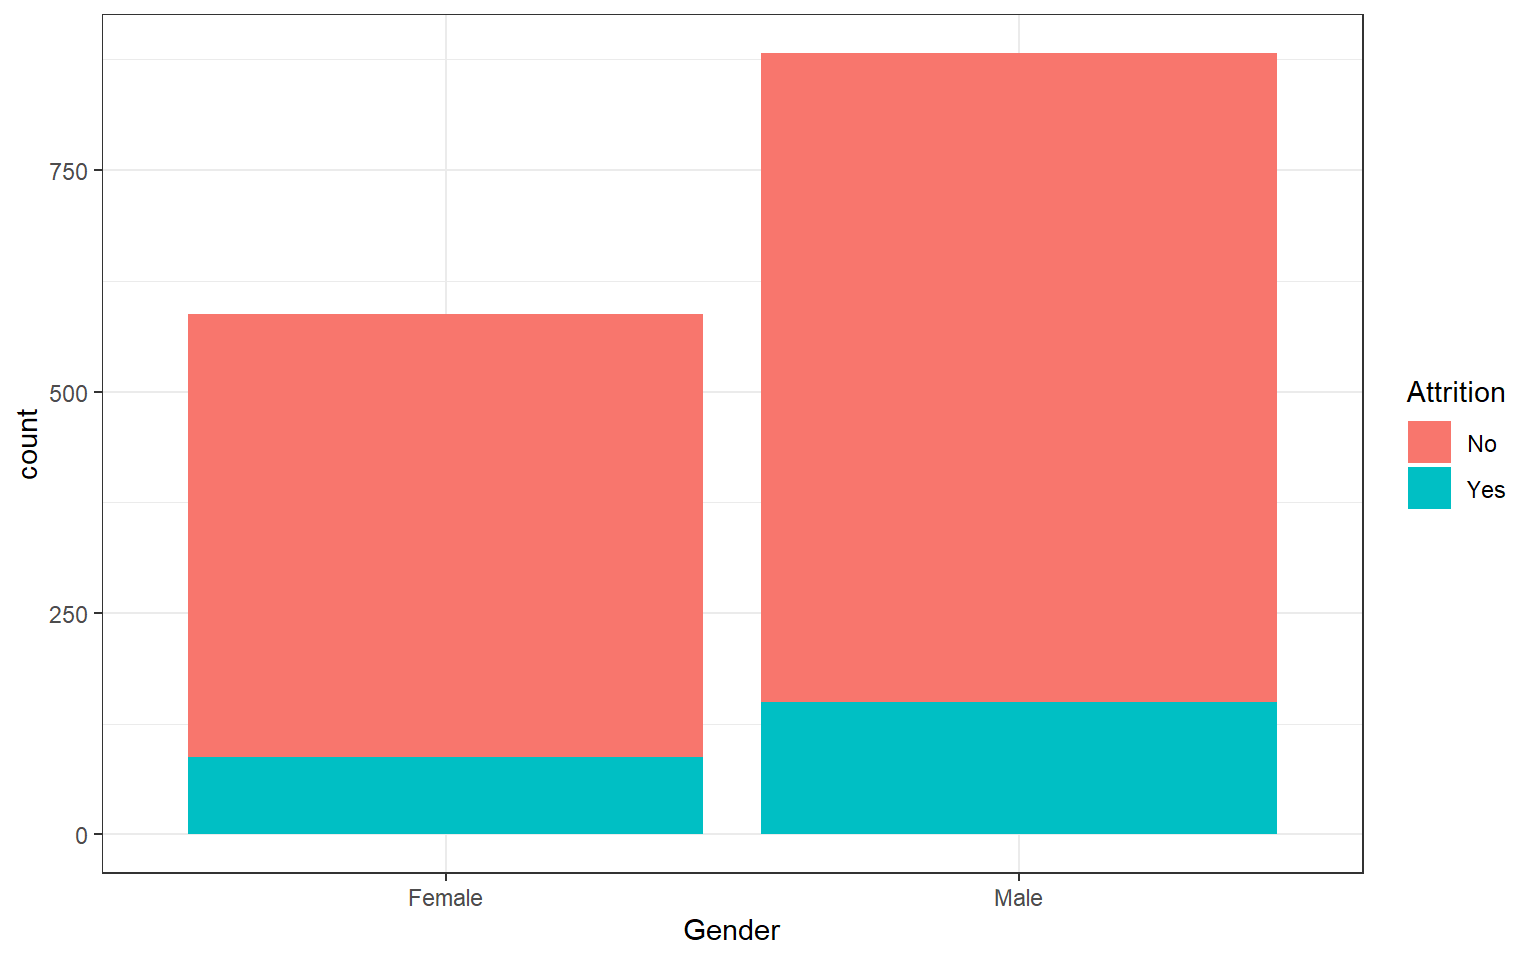 750
500
250
0
count
Female
Male
Gender
Attrition
No
Yes